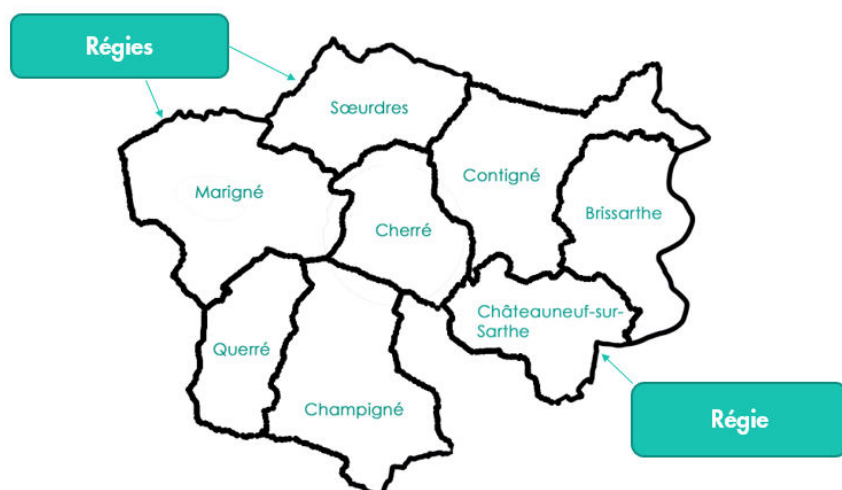 Régies
Sœurdres
Contigné
Marigné
Brissarthe
Cherré
Châteauneuf-sur-
Sarthe
Querré
Champigné
Régie